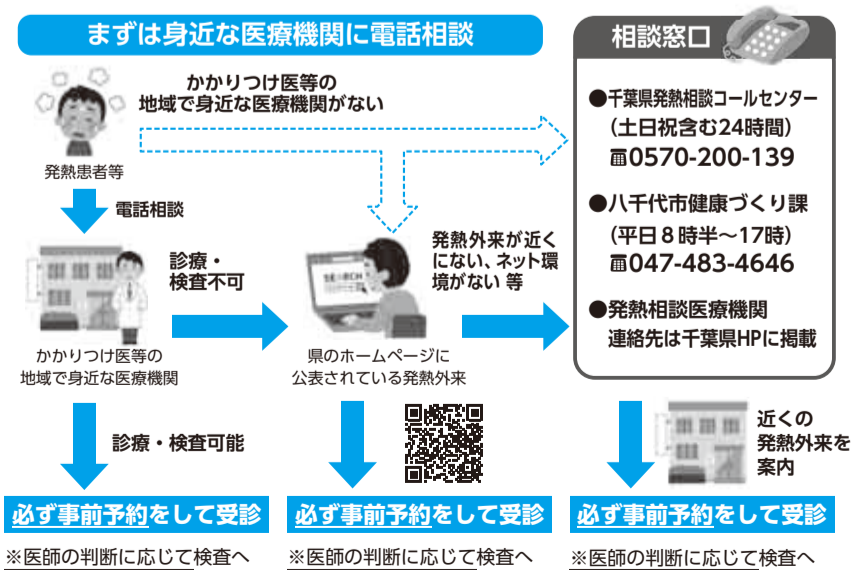 まずは身近な医療機関に電話相談
かかりつけ医等の
地域で身近な医療機関がない
発熱患者等
電話相談
かかりつけ医等の
地域で身近な医療機関
診療・
検査不可
SEARCH
県のホームページに
公表されている発熱外来
発熱外来が近く
にない、ネット環
境がない 等
相談窓口
●千葉県発熱相談コールセンター
(土日祝含む24時間)
☎0570-200-139
●八千代市健康づくり課
(平日8時半～17時)
☎047-483-4646
●発熱相談医療機関
連絡先は千葉県HPに掲載
診療・検査可能
近くの
発熱外来を
案内
必ず事前予約をして受診
※医師の判断に応じて検査へ
必ず事前予約をして受診
※医師の判断に応じて検査へ
必ず事前予約をして受診
※医師の判断に応じて検査へ